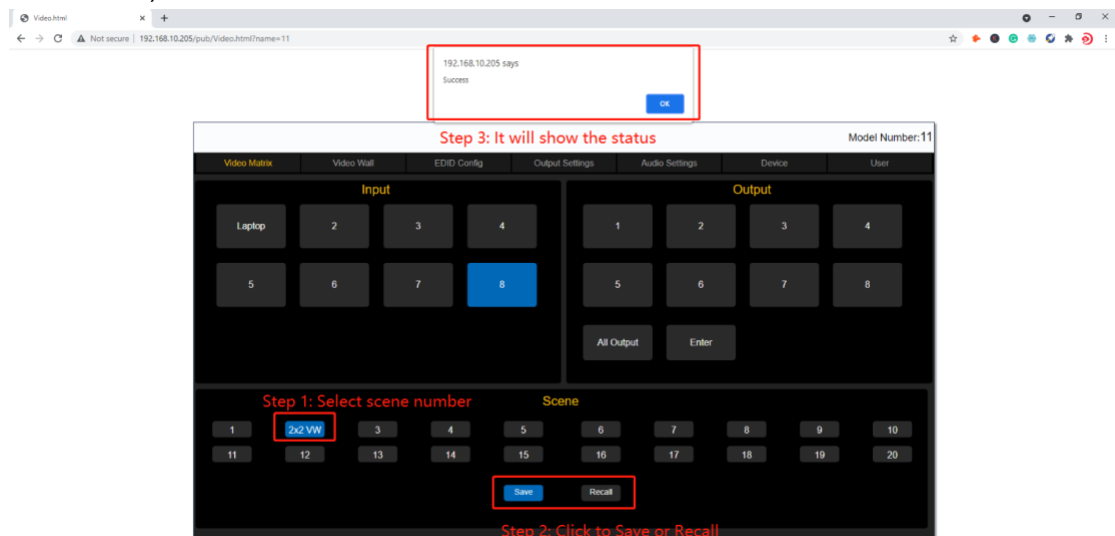 Video.html
Not secure 192.168.10.205/pub/Video.html?name=11
192.168.10.205 says
Success
OK
Step 3: It will show the status
Model Number:11
Video Matrix Video Wall EDID Config Output Settings Audio Settings Device User
Input Output
Laptop 2 3 4 1 2 3 4
5 6 7 8 5 6 7 8
All Output Enter
Step 1: Select scene number Scene
1 2x2 VW 3 4 5 6 7 8 9 10
11 12 13 14 15 16 17 18 19 20
Save Recall
Step 2: Click to Save or Recall